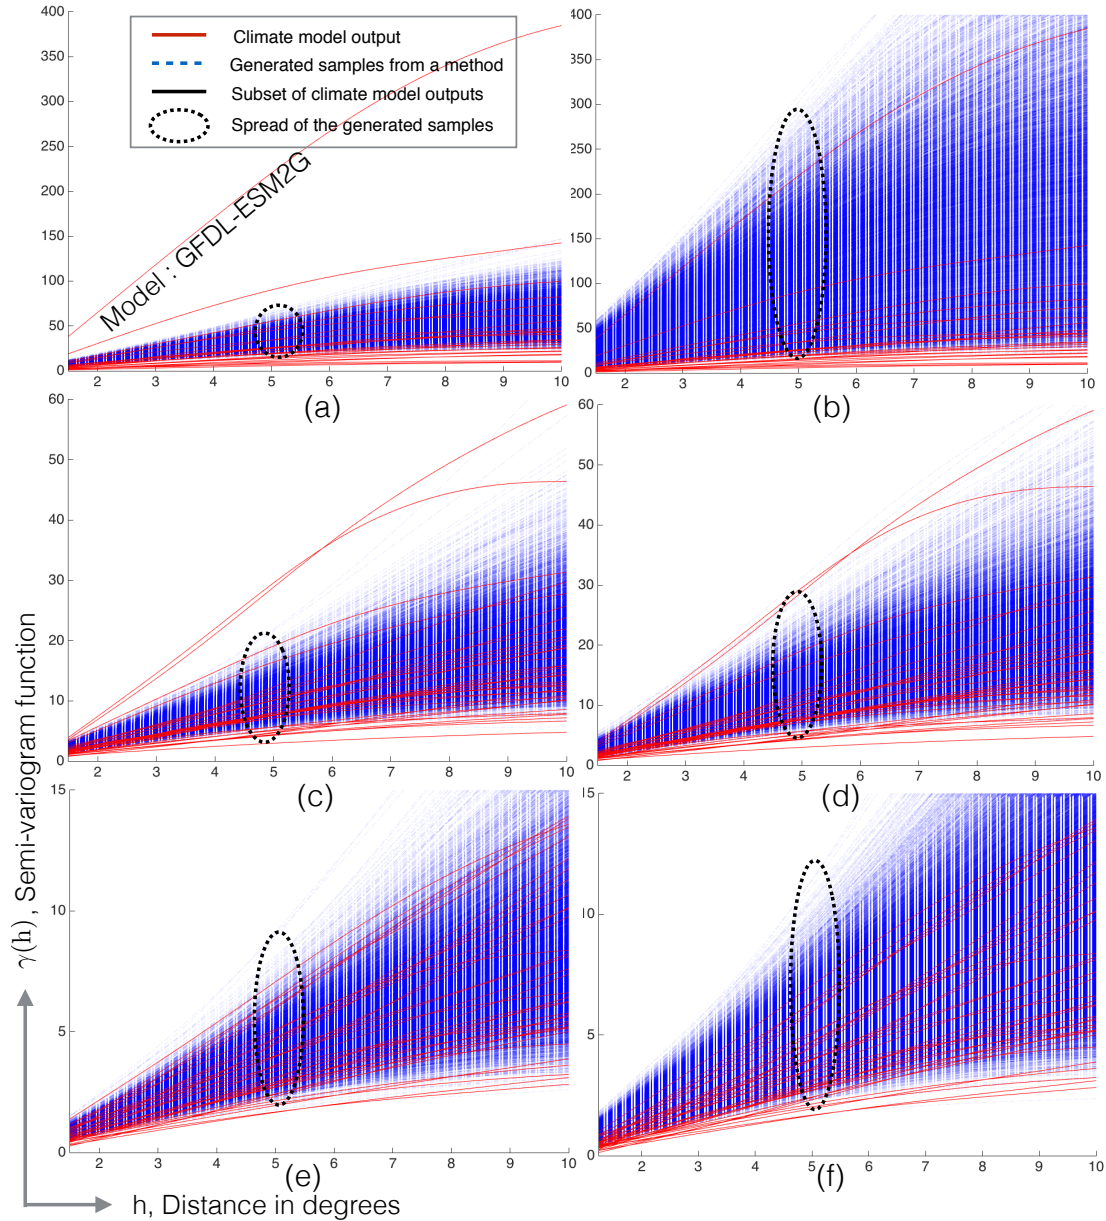 400
350
300
250
200
150
100
50
0
Climate model output
Generated samples from a method
Subset of climate model outputs
Spread of the generated samples
Model : GFDL-ESM2G
2 3 4 5 6 7 8 9 10
(a)
400
350
300
250
200
150
100
50
0
2 3 4 5 6 7 8 9 10
(b)
60
50
40
30
20
10
0
2 3 4 5 6 7 8 9 10
(c)
60
50
40
30
20
10
0
2 3 4 5 6 7 8 9 10
(d)
15
10
5
0
2 3 4 5 6 7 8 9 10
(e)
15
10
5
0
2 3 4 5 6 7 8 9 10
(f)
γ(h) , Semi-variogram function
h, Distance in degrees